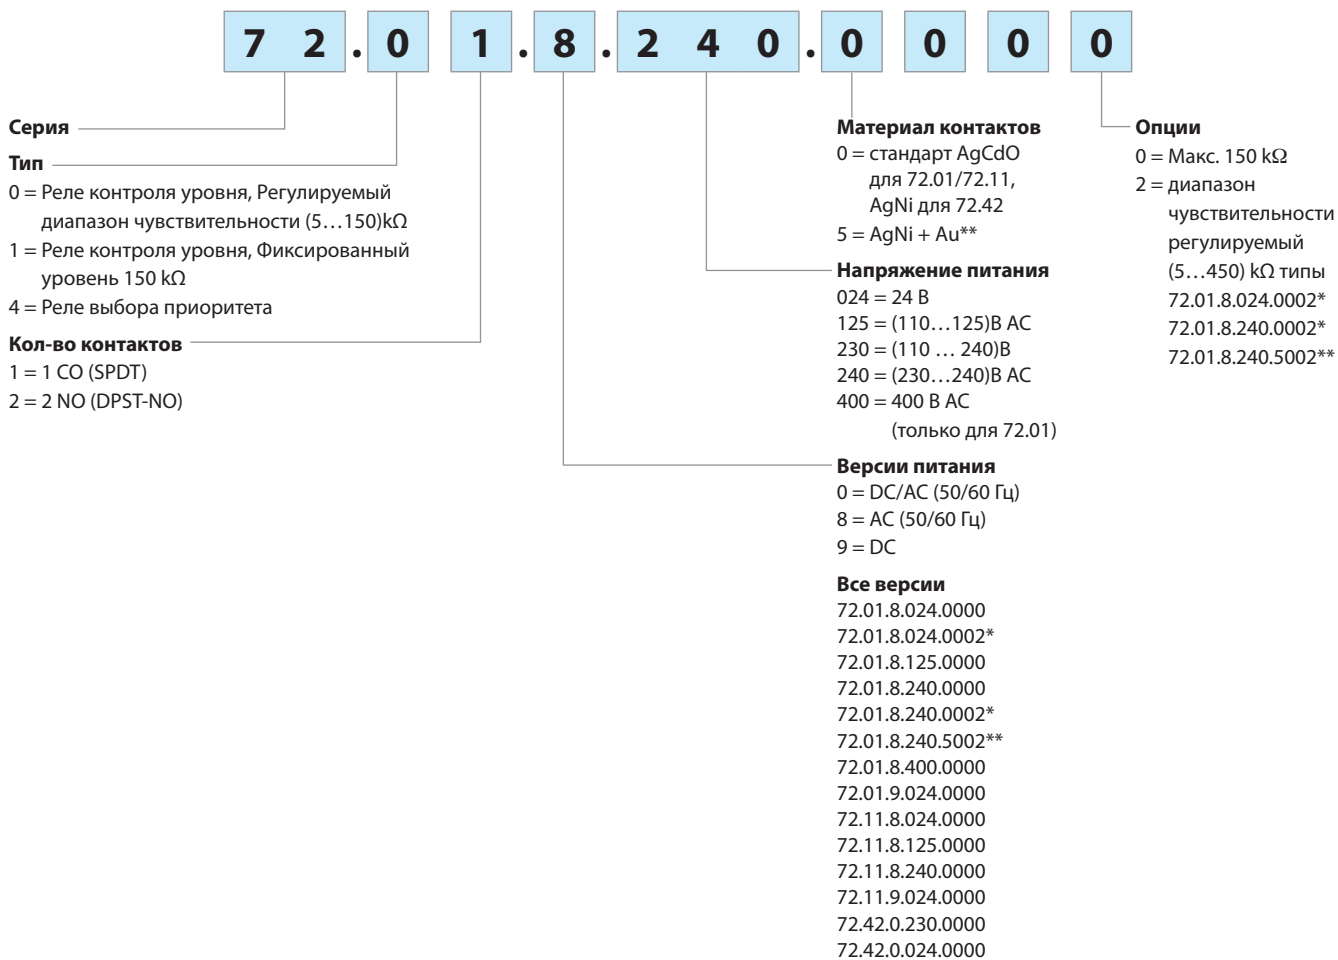 7 2 . 0 1 . 8 . 2 4 0 . 0 0 0 0
Серия
Тип
0 = Реле контроля уровня, Регулируемый
диапазон чувствительности (5…150)kΩ
1 = Реле контроля уровня, Фиксированный
уровень 150 kΩ
4 = Реле выбора приоритета
Кол-во контактов
1 = 1 CO (SPDT)
2 = 2 NO (DPST-NO)
Материал контактов
0 = стандарт AgCdO
для 72.01/72.11,
AgNi для 72.42
5 = AgNi + Au**
Напряжение питания
024 = 24 В
125 = (110…125)В AC
230 = (110 … 240)В
240 = (230…240)В AC
400 = 400 В AC
(только для 72.01)
Версии питания
0 = DC/AC (50/60 Гц)
8 = AC (50/60 Гц)
9 = DC
Все версии
72.01.8.024.0000
72.01.8.024.0002*
72.01.8.125.0000
72.01.8.240.0000
72.01.8.240.0002*
72.01.8.240.5002**
72.01.8.400.0000
72.01.9.024.0000
72.11.8.024.0000
72.11.8.125.0000
72.11.8.240.0000
72.11.9.024.0000
72.42.0.230.0000
72.42.0.024.0000
Опции
0 = Макс. 150 kΩ
2 = диапазон
чувствительности
регулируемый
(5…450) kΩ типы
72.01.8.024.0002*
72.01.8.240.0002*
72.01.8.240.5002**